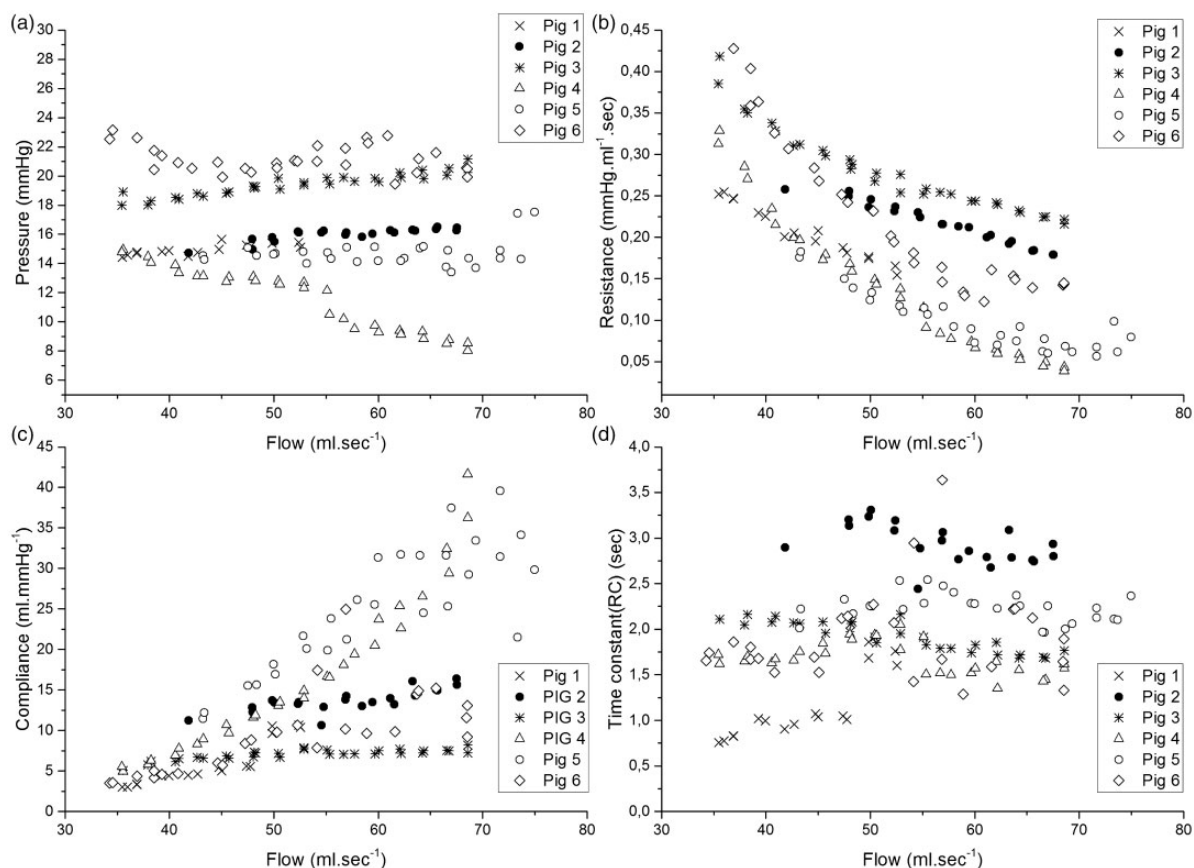 (a)
30
28
26
24
22
20
18
16
14
12
10
8
6
Pressure (mmHg)
30 40 50 60 70 80
Flow (ml.sec⁻¹)
Pig 1
Pig 2
Pig 3
Pig 4
Pig 5
Pig 6
(b)
0,45
0,40
0,35
0,30
0,25
0,20
0,15
0,10
0,05
Resistance (mmHg.ml⁻¹.sec)
30 40 50 60 70 80
Flow (ml.sec⁻¹)
Pig 1
Pig 2
Pig 3
Pig 4
Pig 5
Pig 6
(c)
45
40
35
30
25
20
15
10
5
0
Compliance (ml.mmHg⁻¹)
30 40 50 60 70 80
Flow (ml.sec⁻¹)
Pig 1
PIG 2
PIG 3
PIG 4
Pig 5
Pig 6
(d)
4,0
3,5
3,0
2,5
2,0
1,5
1,0
0,5
0,0
Time constant(RC) (sec)
30 40 50 60 70 80
Flow (ml.sec⁻¹)
Pig 1
Pig 2
Pig 3
Pig 4
Pig 5
Pig 6